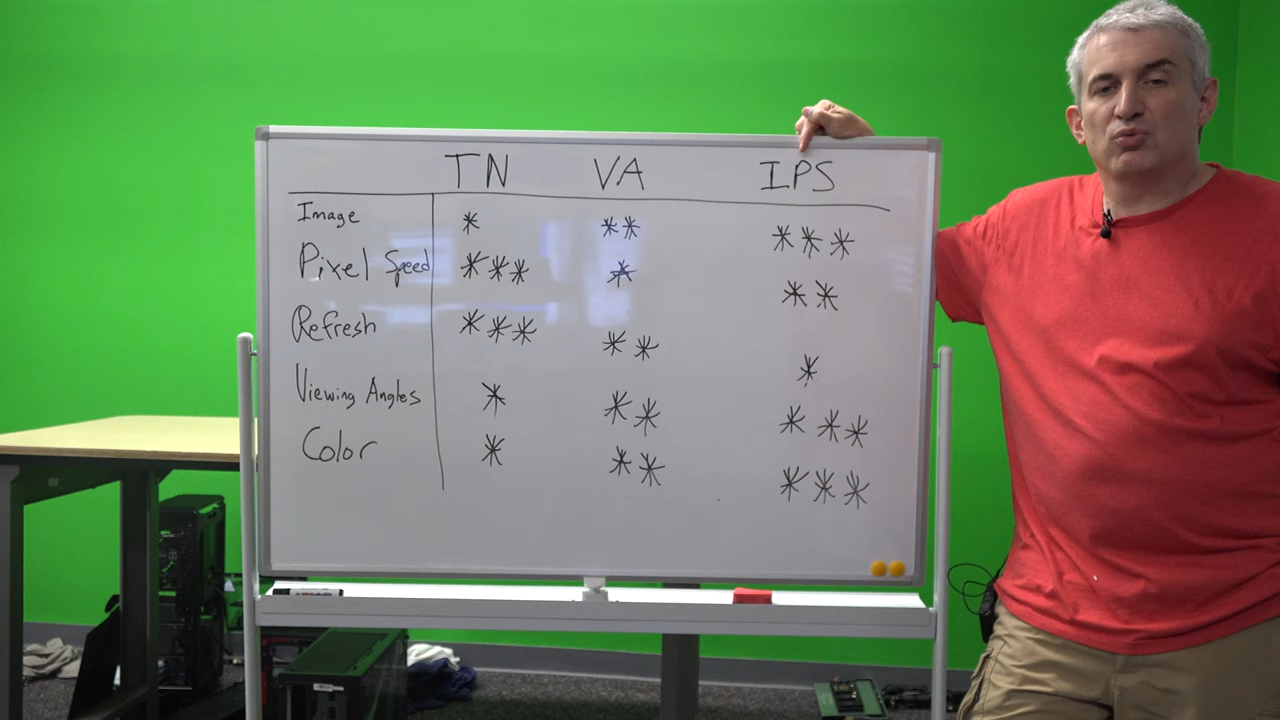 TN VA IPS
Image * ** ***
Pixel Speed *** * **
Refresh *** ** *
Viewing Angles * ** ***
Color * ** ***